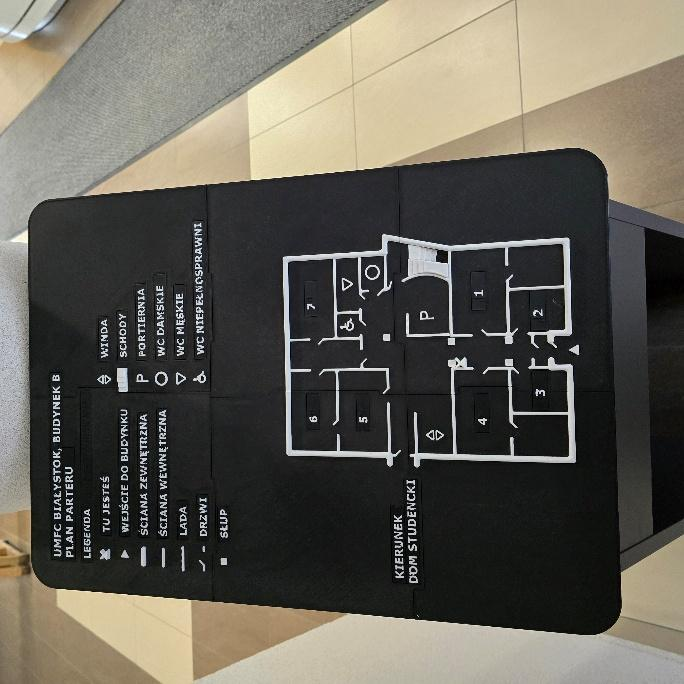 UMFC BIAŁYSTOK, BUDYNEK B
PLAN PARTERU
LEGENDA
TU JESTEŚ
WEJŚCIE DO BUDYNKU
ŚCIANA ZEWNĘTRZNA
ŚCIANA WEWNĘTRZNA
LADA
DRZWI
SŁUP
WINDA
SCHODY
P PORTIERNIA
WC DAMSKIE
WC MĘSKIE
WC NIEPEŁNOSPRAWNI
KIERUNEK
DOM STUDENCKI
6
7
5
P
4
1
3
2